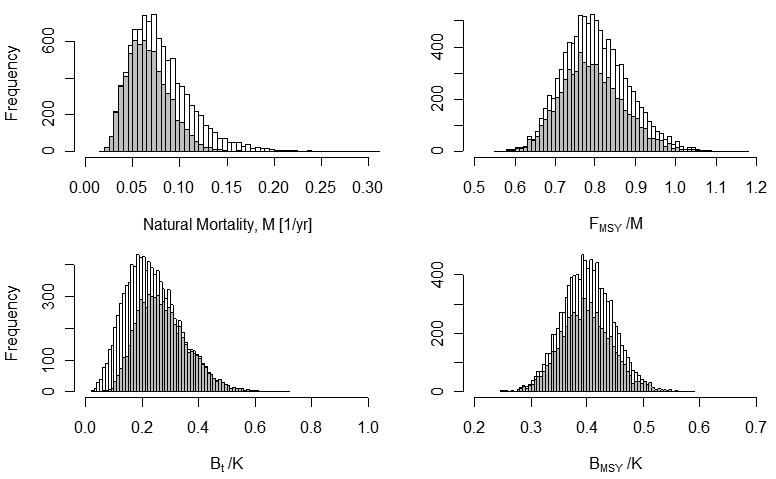 Frequency
0 200 600
0.00 0.05 0.10 0.15 0.20 0.25 0.30
Natural Mortality, M [1/yr]
0 200 400
0.5 0.6 0.7 0.8 0.9 1.0 1.1 1.2
F_MSY /M
Frequency
0 100 300
0.0 0.2 0.4 0.6 0.8 1.0
B_t /K
0 200 400
0.2 0.3 0.4 0.5 0.6 0.7
B_MSY /K